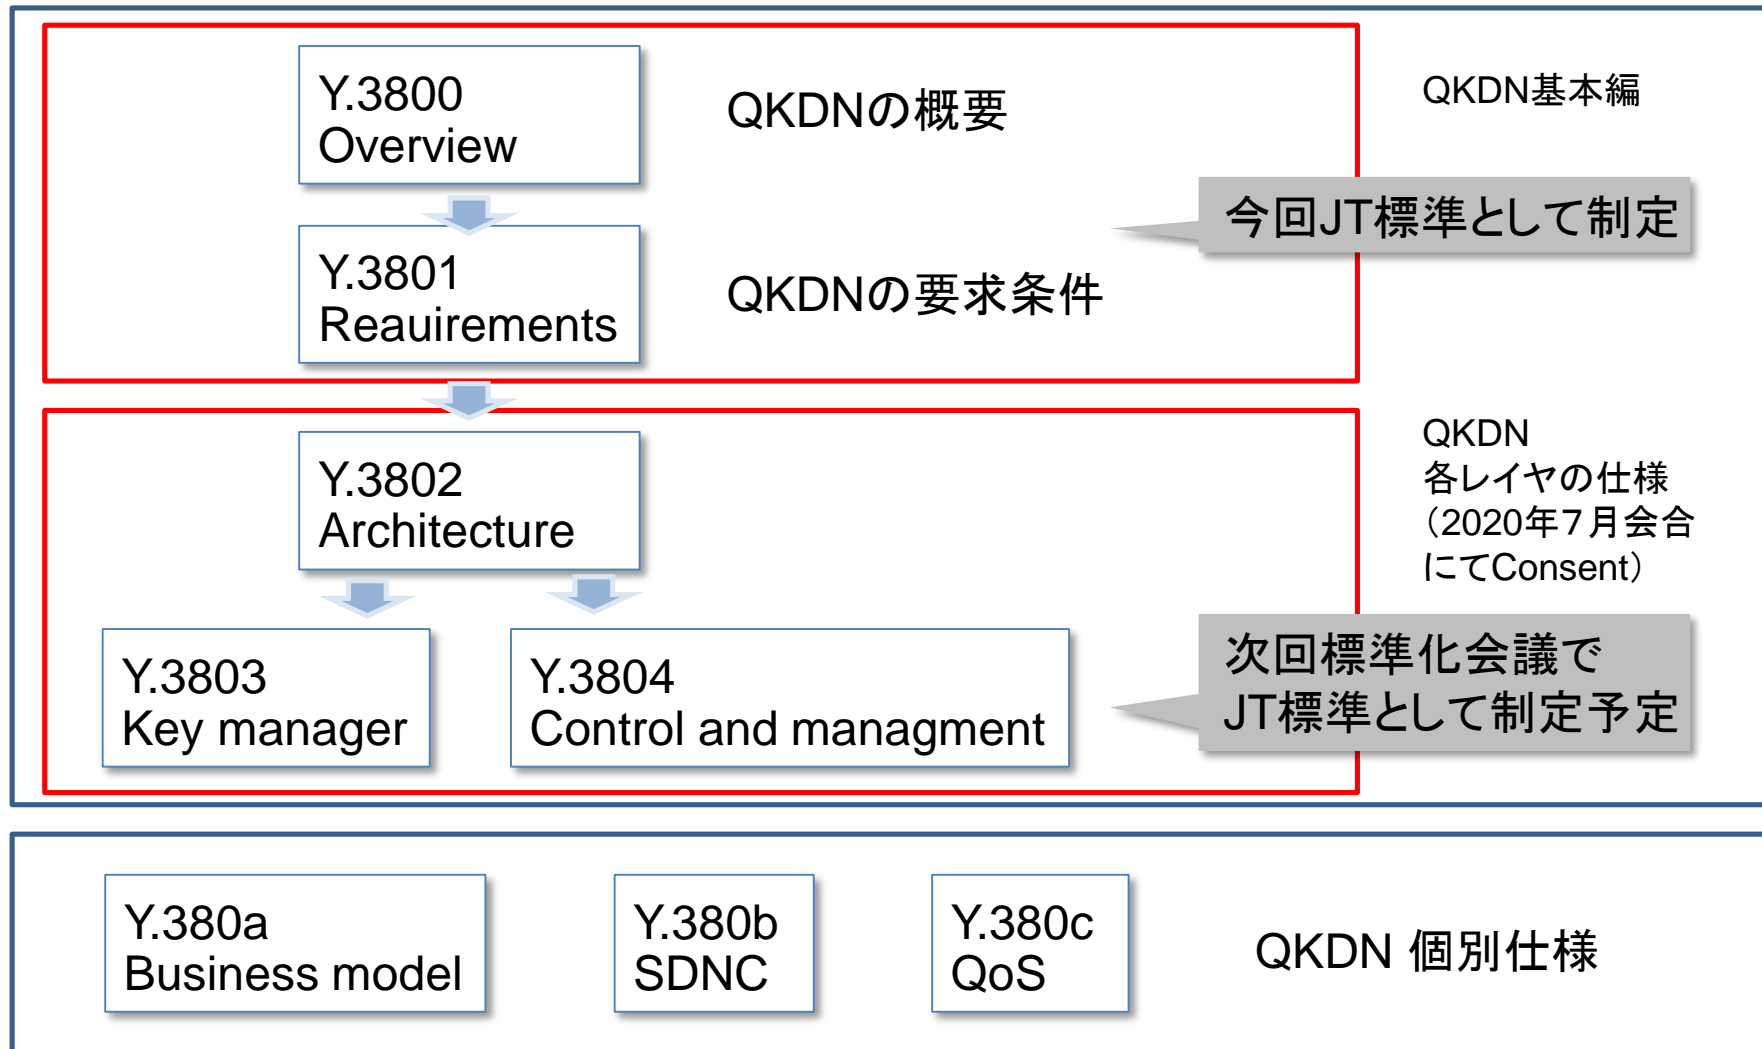 Y.3800
Overview
QKDNの概要
QKDN基本編
今回JT標準として制定
Y.3801
Reauirements
QKDNの要求条件
Y.3802
Architecture
QKDN
各レイヤの仕様
（2020年７月会合
にてConsent）
Y.3803
Key manager
Y.3804
Control and managment
次回標準化会議で
JT標準として制定予定
Y.380a
Business model
Y.380b
SDNC
Y.380c
QoS
QKDN 個別仕様